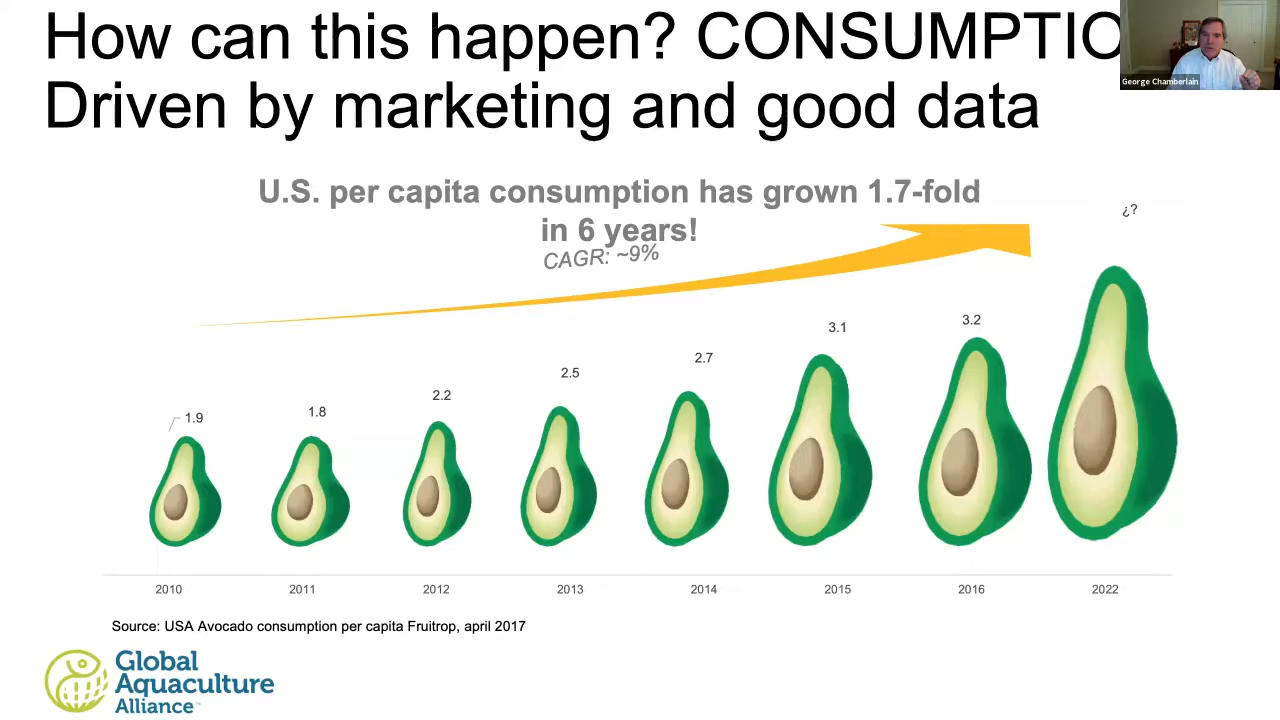 How can this happen? CONSUMPTIO
Driven by marketing and good data
George Chamberlain
U.S. per capita consumption has grown 1.7-fold
in 6 years!
CAGR: ~9%
¿?
1.9
1.8
2.2
2.5
2.7
3.1
3.2
2010
2011
2012
2013
2014
2015
2016
2022
Source: USA Avocado consumption per capita Fruitrop, april 2017
Global
Aquaculture
Alliance™